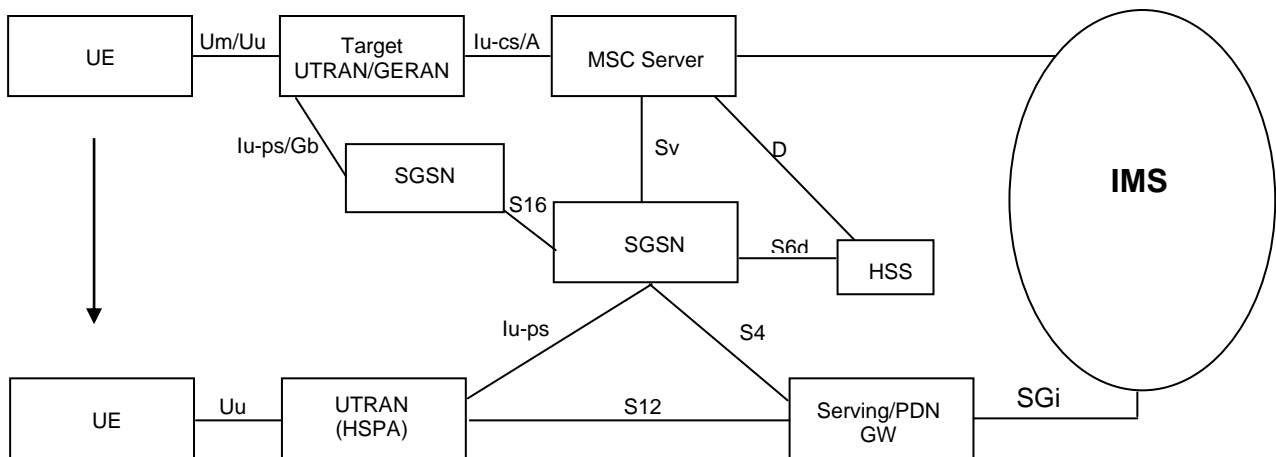 UE
Um/Uu
Target
UTRAN/GERAN
Iu-cs/A
MSC Server
Iu-ps/Gb
Sv
D
IMS
SGSN
S16
SGSN
S6d
HSS
Iu-ps
S4
UE
Uu
UTRAN
(HSPA)
S12
Serving/PDN
GW
SGi